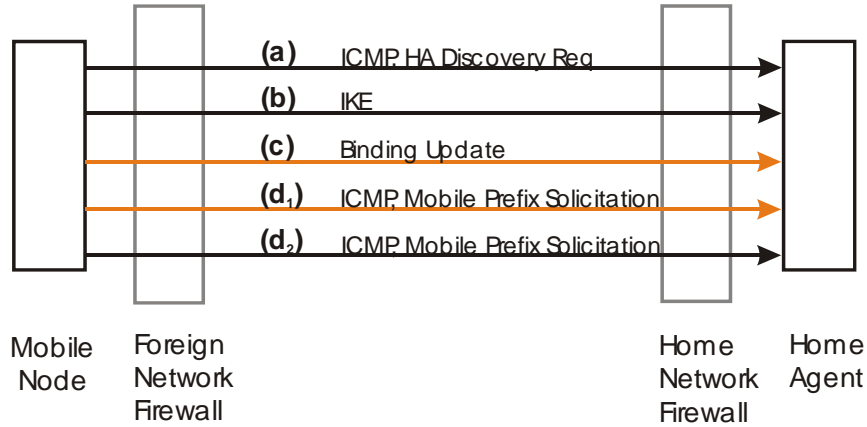 (a) ICMP, HA Discovery Req
(b) IKE
(c) Binding Update
(d₁) ICMP, Mobile Prefix Solicitation
(d₂) ICMP, Mobile Prefix Solicitation
Mobile
Node
Foreign
Network
Firewall
Home
Network
Firewall
Home
Agent